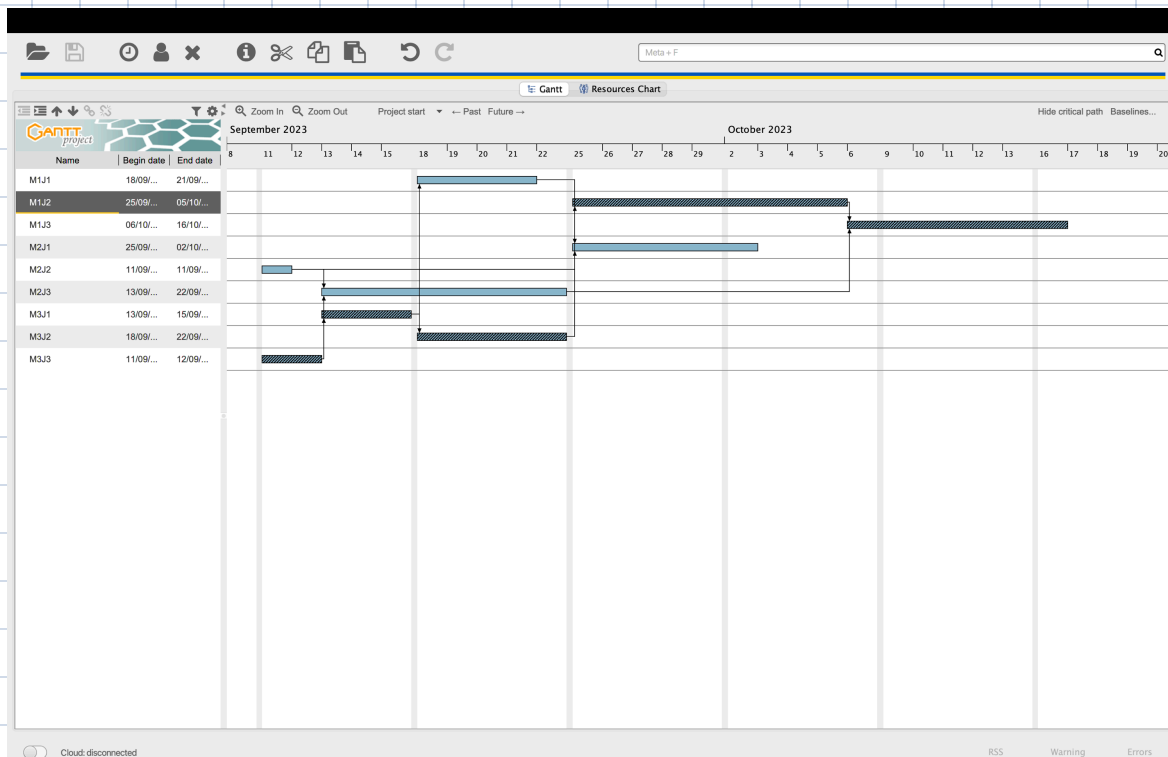 Meta + F
Gantt Resources Chart
Zoom In Zoom Out Project start ← Past Future → Hide critical path Baselines...
GANTT project
September 2023 October 2023
Name Begin date End date
8 11 12 13 14 15 18 19 20 21 22 25 26 27 28 29 2 3 4 5 6 9 10 11 12 13 16 17 18 19 20
M1J1 18/09/... 21/09/...
M1J2 25/09/... 05/10/...
M1J3 06/10/... 16/10/...
M2J1 25/09/... 02/10/...
M2J2 11/09/... 11/09/...
M2J3 13/09/... 22/09/...
M3J1 13/09/... 15/09/...
M3J2 18/09/... 22/09/...
M3J3 11/09/... 12/09/...
Cloud: disconnected RSS Warning Errors